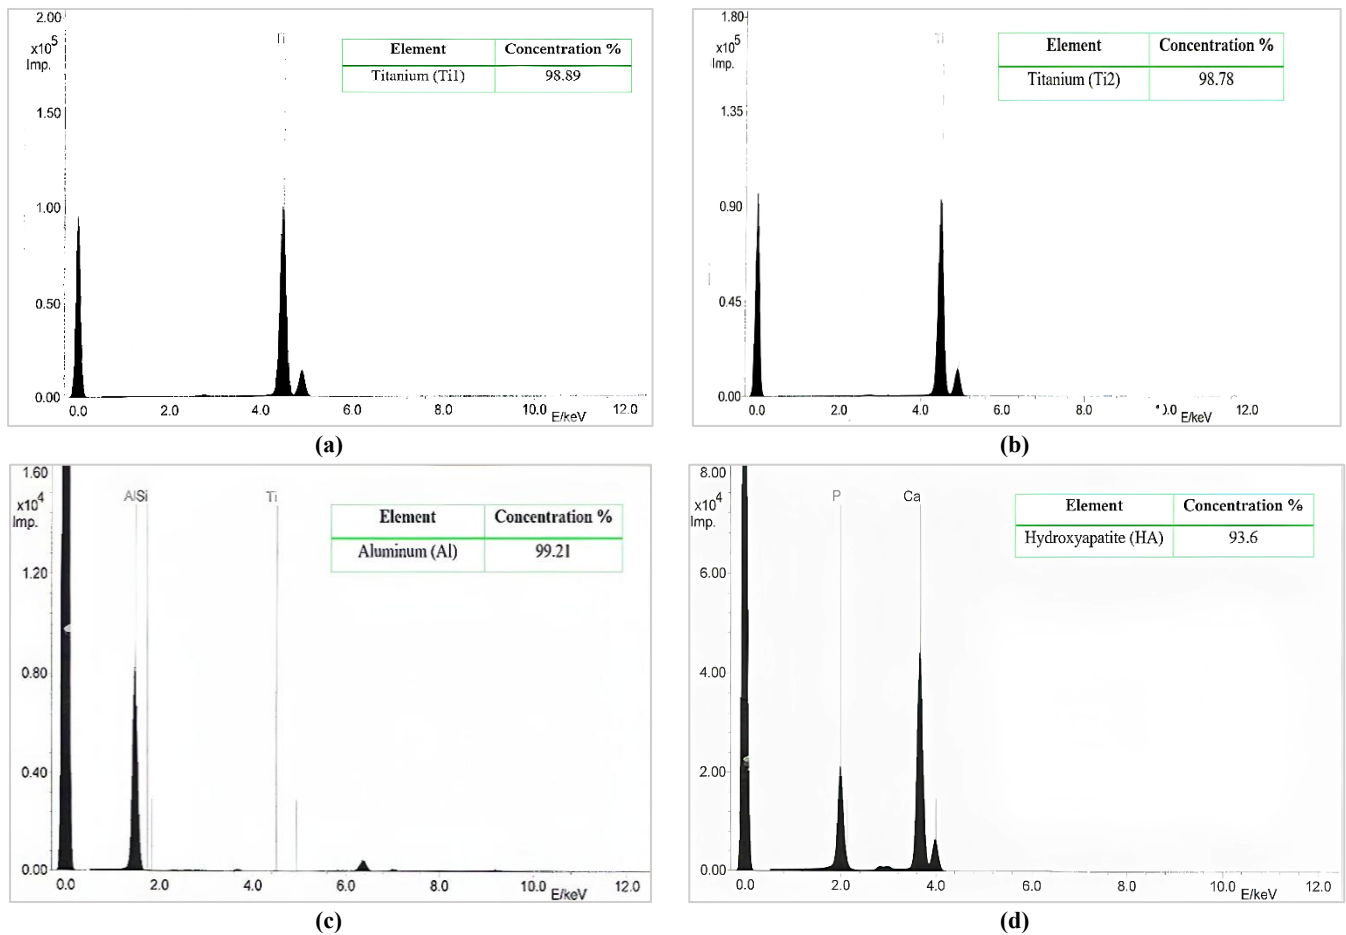 2.00
x10⁵
Imp.
Ti
Element Concentration %
Titanium (Ti1) 98.89
1.50
1.00
0.50
0.00
0.0 2.0 4.0 6.0 8.0 10.0 12.0
E/keV
(a)
1.80
x10⁵
Imp.
Ti
Element Concentration %
Titanium (Ti2) 98.78
1.35
0.90
0.45
0.00
0.0 2.0 4.0 6.0 8.0 12.0
E/keV
(b)
1.60
x10⁴
Imp.
Al Si Ti
Element Concentration %
Aluminum (Al) 99.21
1.20
0.80
0.40
0.00
0.0 2.0 4.0 6.0 8.0 10.0 12.0
E/keV
(c)
8.00
x10⁴
Imp.
P Ca
Element Concentration %
Hydroxyapatite (HA) 93.6
6.00
4.00
2.00
0.00
0.0 2.0 4.0 6.0 8.0 10.0 12.0
E/keV
(d)